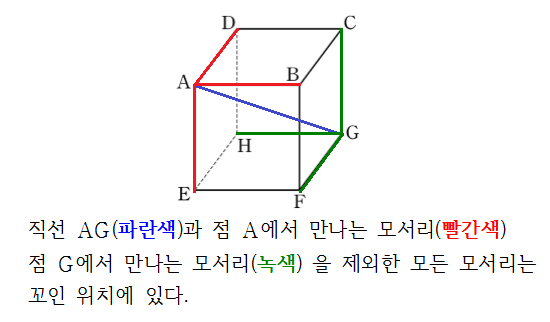 D
C
A
B
H
G
E
F
직선 AG(파란색)과 점 A에서 만나는 모서리(빨간색)
점 G에서 만나는 모서리(녹색) 을 제외한 모든 모서리는
꼬인 위치에 있다.